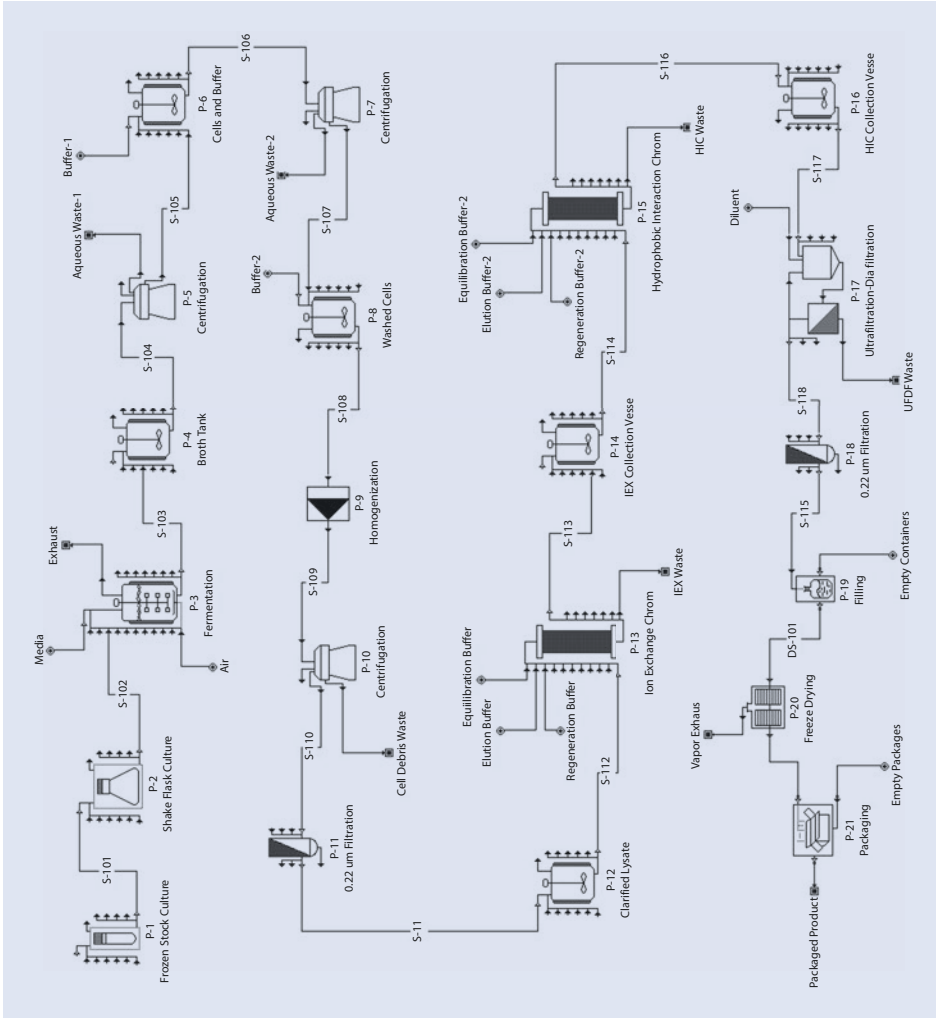 P-1
Frozen Stock Culture
S-101
P-2
Shake Flask Culture
S-102
Media
Air
Exhaust
P-3
Fermentation
S-103
P-4
Broth Tank
S-104
Aqueous Waste-1
P-5
Centrifugation
S-105
Buffer-1
P-6
Cells and Buffer
S-106
P-7
Centrifugation
Aqueous Waste-2
S-107
Buffer-2
P-8
Washed Cells
S-108
P-9
Homogenization
S-109
P-10
Centrifugation
Cell Debris Waste
S-110
P-11
0.22 um Filtration
S-11
P-12
Clarified Lysate
S-112
Equiilibration Buffer
Elution Buffer
Regeneration Buffer
P-13
Ion Exchange Chrom
IEX Waste
S-113
P-14
IEX Collection Vesse
S-114
Equilibration Buffer-2
Elution Buffer-2
Regeneration Buffer-2
P-15
Hydrophobic Interaction Chrom
HIC Waste
S-116
P-16
HIC Collection Vesse
S-117
Diluent
P-17
Ultrafiltration-Dia filtration
UFDF Waste
S-118
P-18
0.22 um Filtration
S-115
P-19
Filling
Empty Containers
DS-101
Vapor Exhaus
P-20
Freeze Drying
P-21
Packaging
Empty Packages
Packaged Product